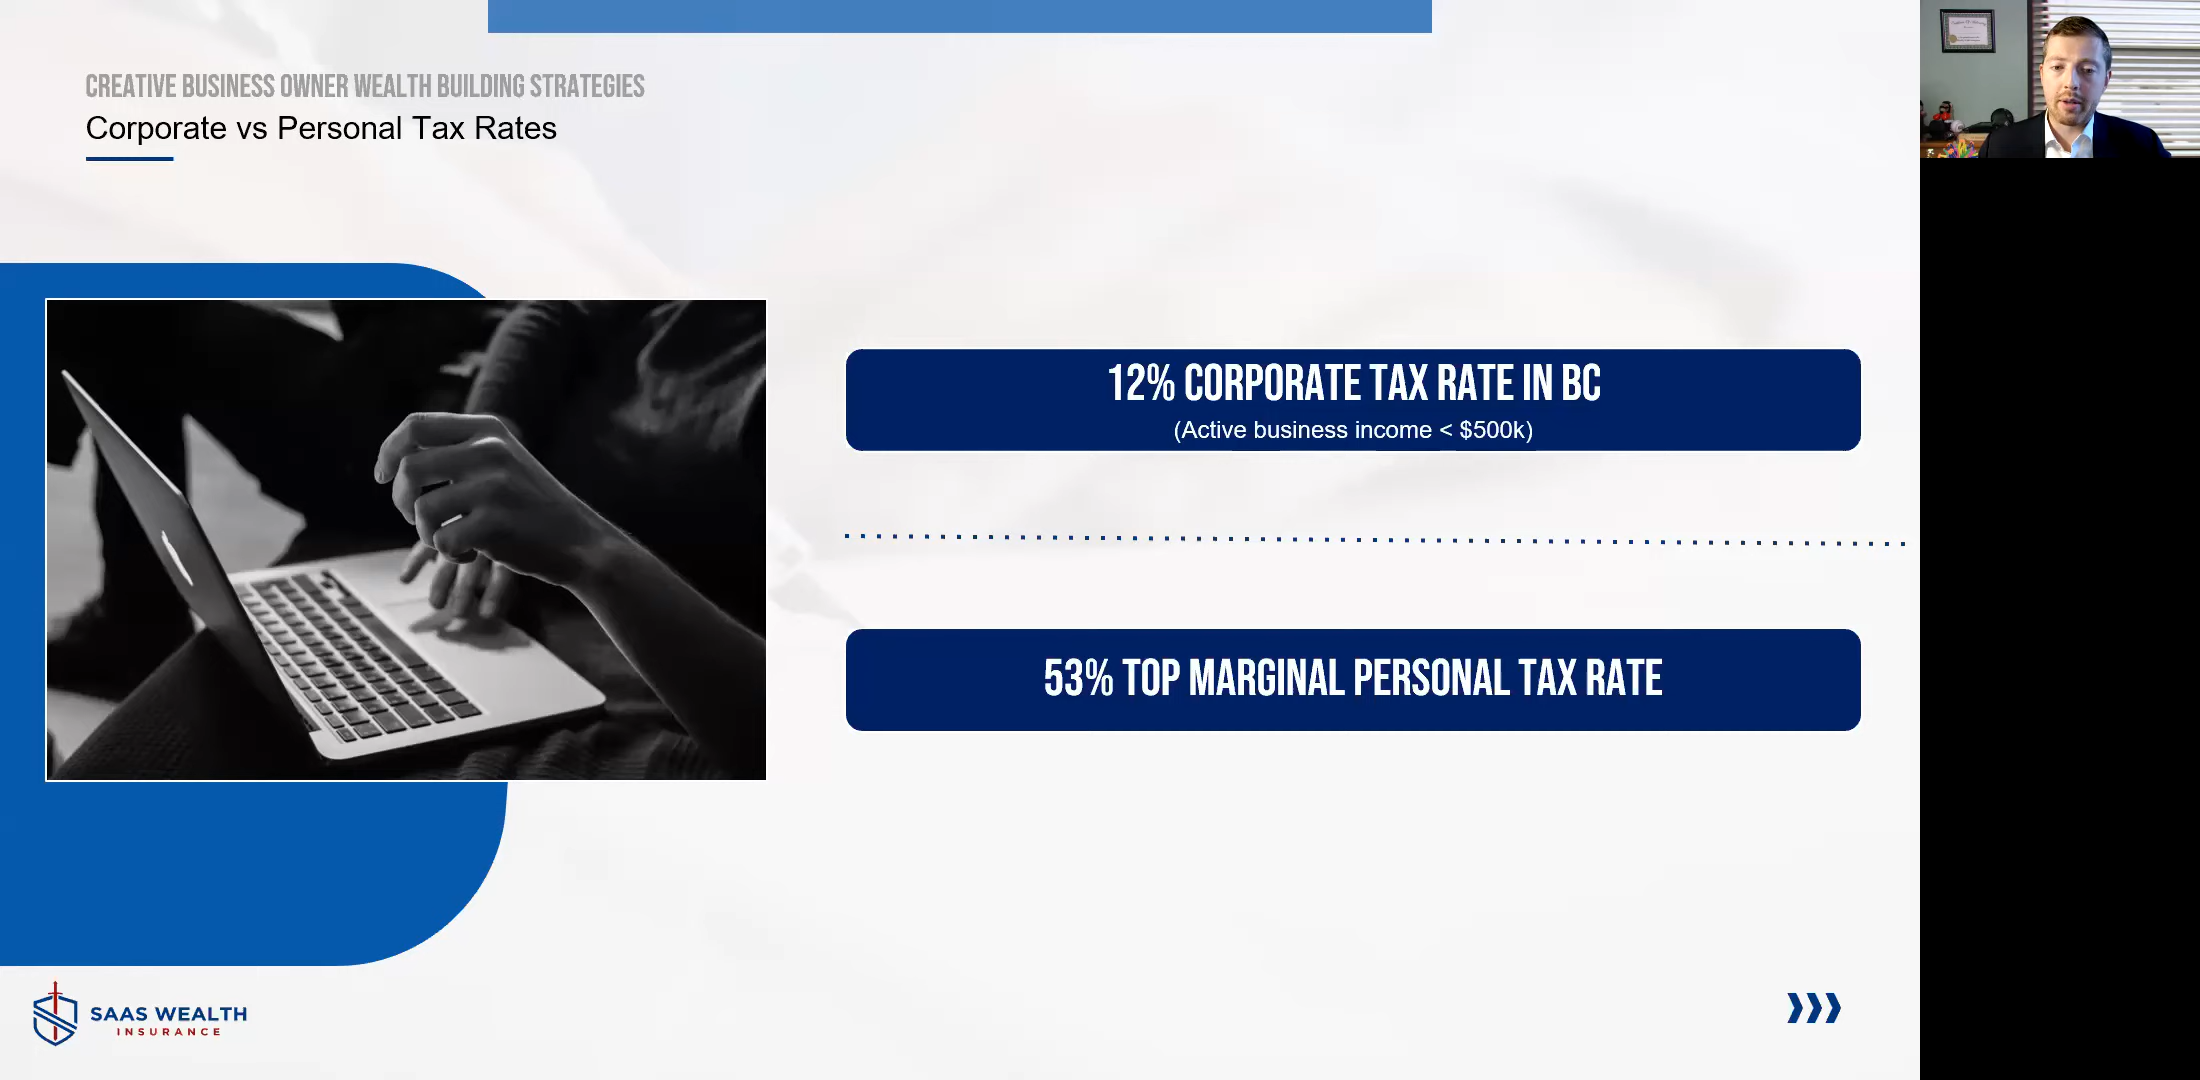 CREATIVE BUSINESS OWNER WEALTH BUILDING STRATEGIES
Corporate vs Personal Tax Rates
12% CORPORATE TAX RATE IN BC
(Active business income < $500k)
53% TOP MARGINAL PERSONAL TAX RATE
SAAS WEALTH
INSURANCE